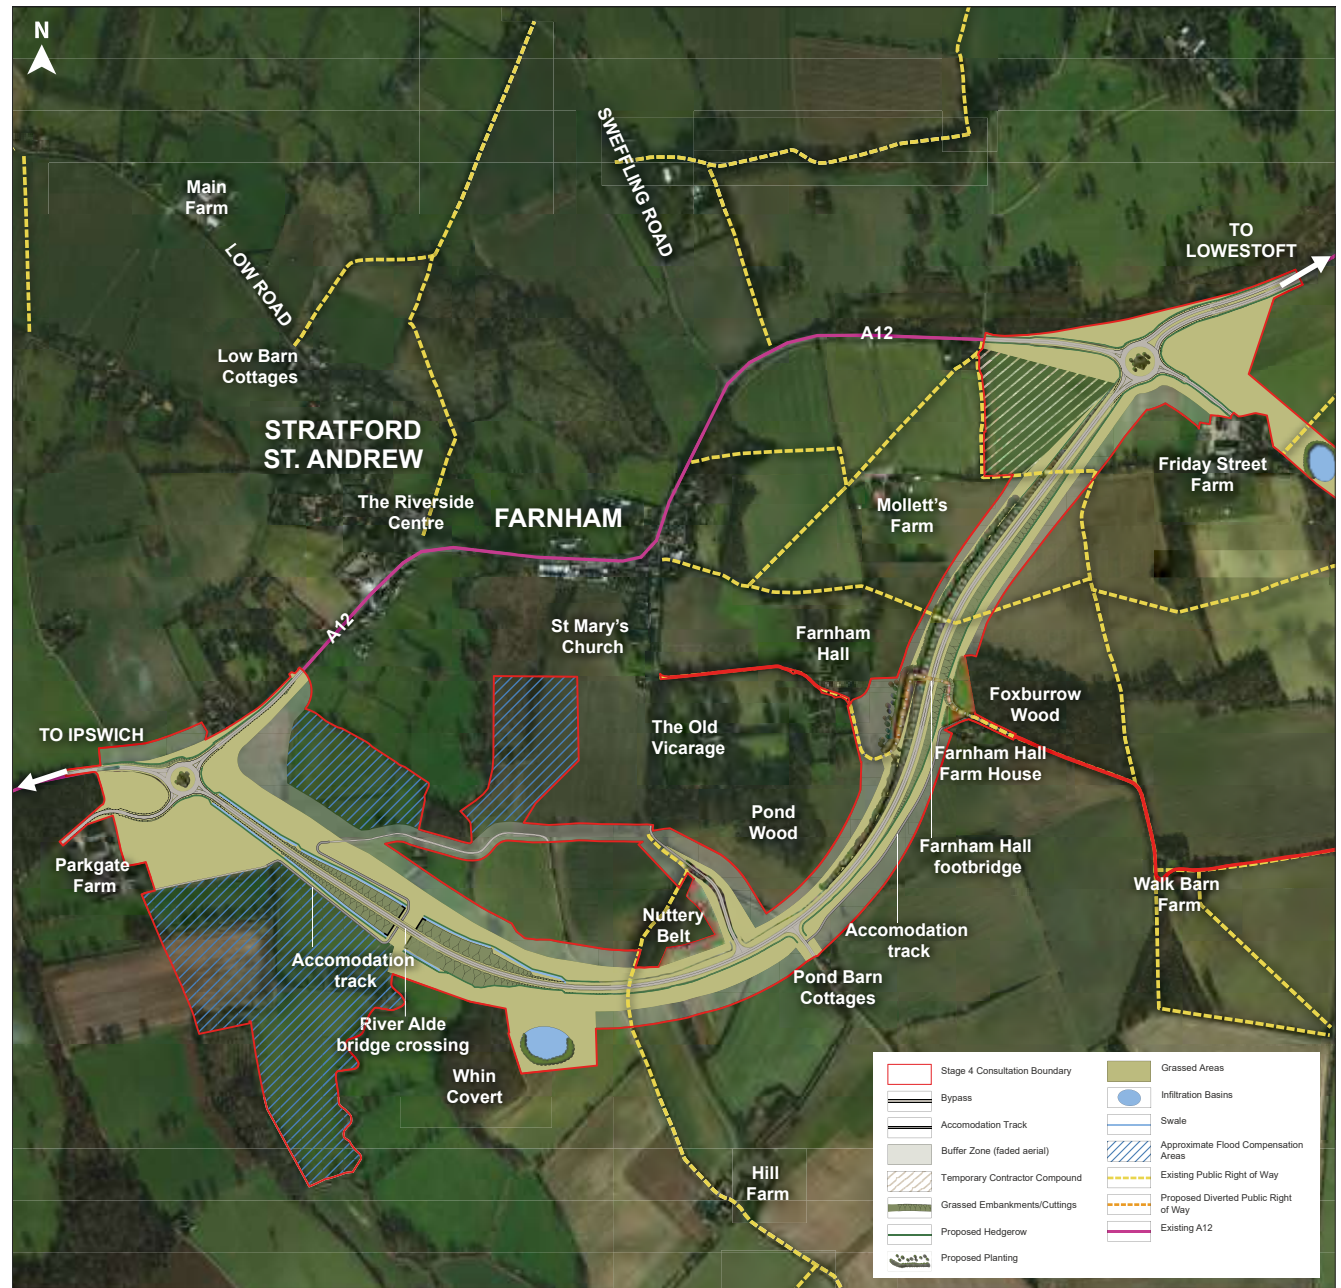 N
SWEFFLING ROAD
Main
Farm
TO
LOWESTOFT
LOW ROAD
A12
Low Barn
Cottages
STRATFORD
ST. ANDREW
Friday Street
Farm
The Riverside
Centre
FARNHAM
Mollett's
Farm
A12
St Mary's
Church
Farnham
Hall
Foxburrow
Wood
TO IPSWICH
The Old
Vicarage
Farnham Hall
Farm House
Pond
Wood
Farnham Hall
footbridge
Parkgate
Farm
Walk Barn
Farm
Nuttery
Belt
Accomodation
track
Accomodation
track
Pond Barn
Cottages
River Alde
bridge crossing
Whin
Covert
Hill
Farm
Stage 4 Consultation Boundary
Bypass
Accomodation Track
Buffer Zone (faded aerial)
Temporary Contractor Compound
Grassed Embankments/Cuttings
Proposed Hedgerow
Proposed Planting
Grassed Areas
Infiltration Basins
Swale
Approximate Flood Compensation
Areas
Existing Public Right of Way
Proposed Diverted Public Right
of Way
Existing A12